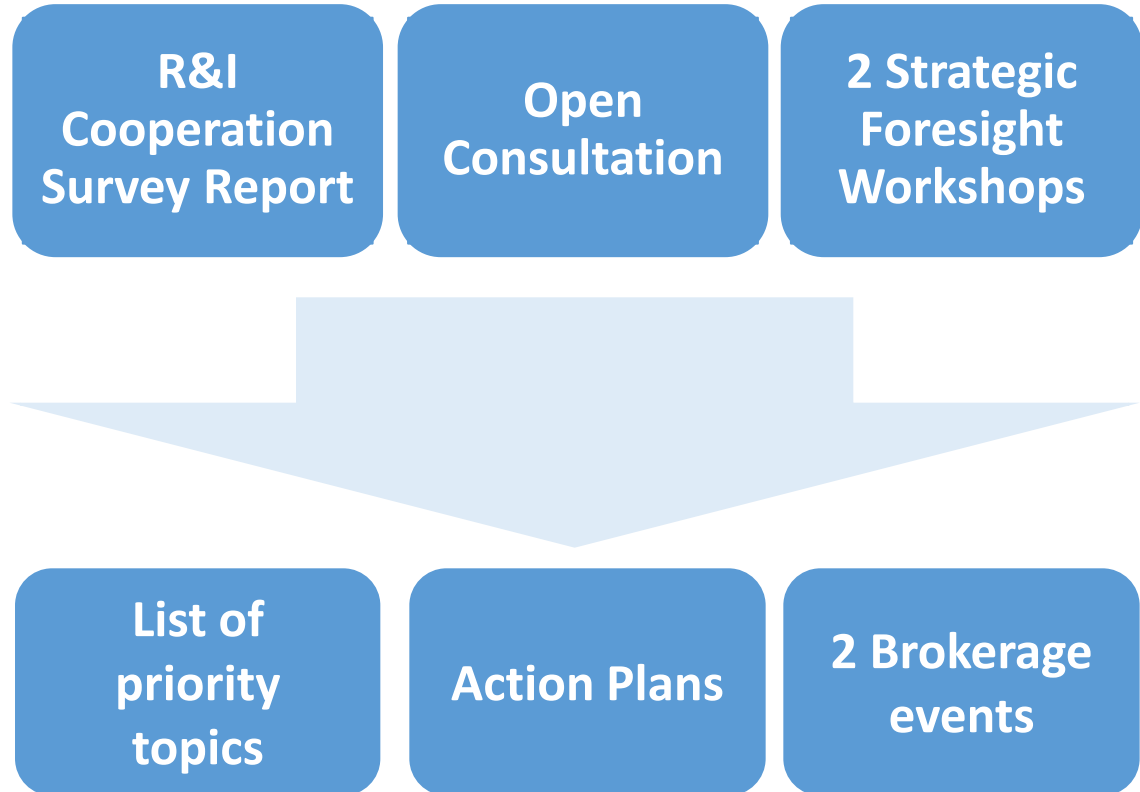 R&I
Cooperation
Survey Report
Open
Consultation
2 Strategic
Foresight
Workshops
List of
priority
topics
Action Plans
2 Brokerage
events